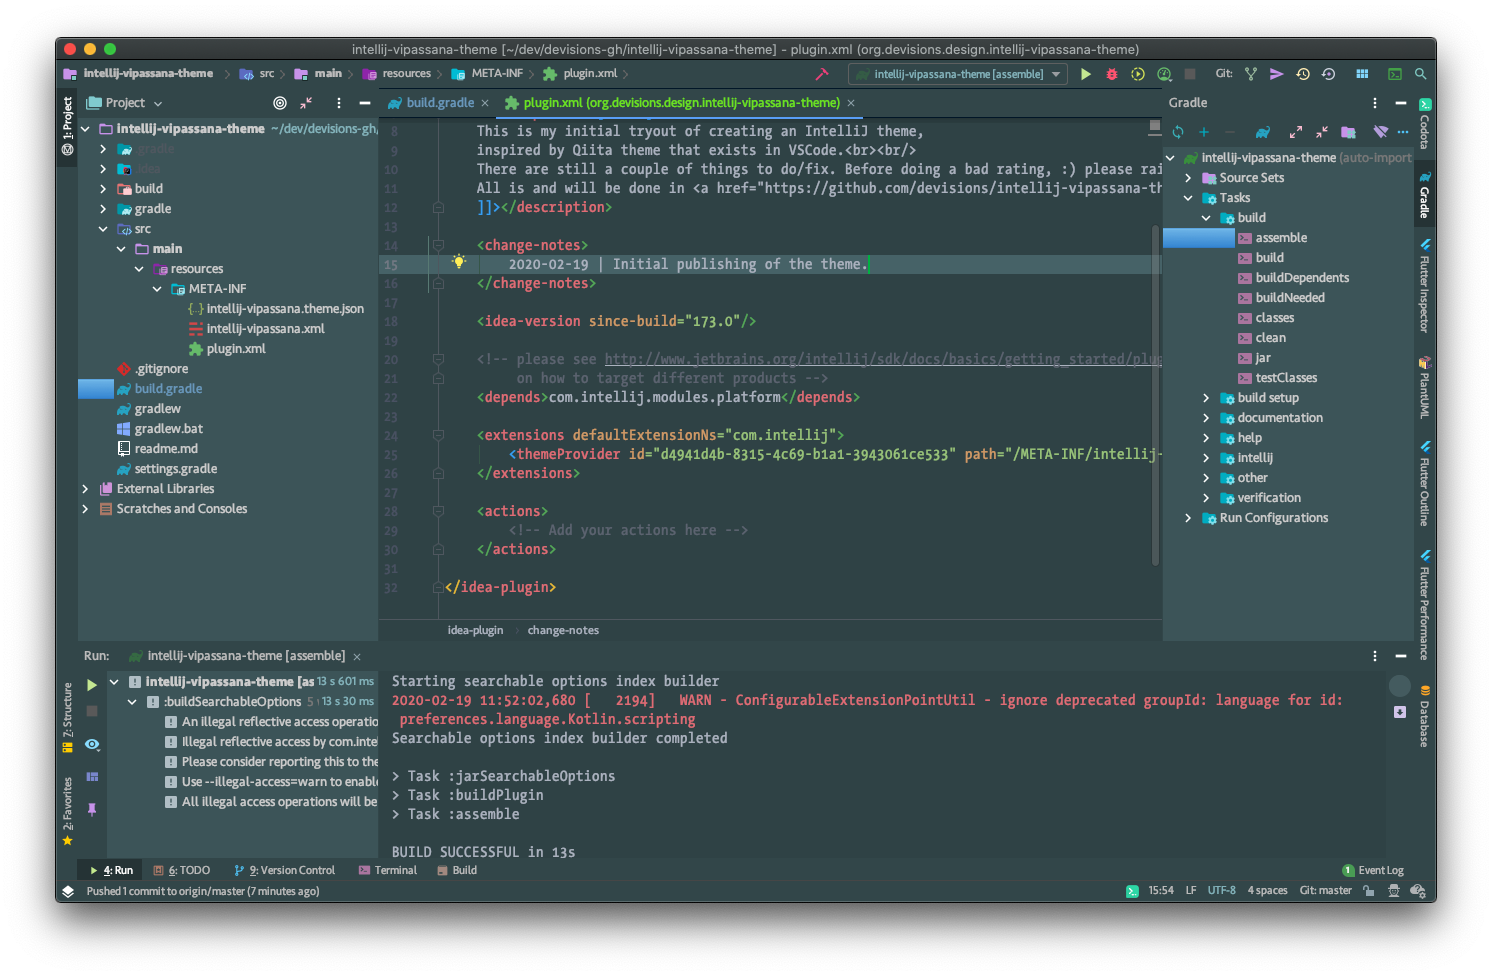 intellij-vipassana-theme [~/dev/devisions-gh/intellij-vipassana-theme] - plugin.xml (org.devisions.design.intellij-vipassana-theme)
intellij-vipassana-theme src main resources META-INF plugin.xml
intellij-vipassana-theme [assemble]
Git:
1: Project
Project
intellij-vipassana-theme ~/dev/devisions-gh/
.gradle
.idea
build
gradle
src
main
resources
META-INF
intellij-vipassana.theme.json
intellij-vipassana.xml
plugin.xml
.gitignore
build.gradle
gradlew
gradlew.bat
readme.md
settings.gradle
External Libraries
Scratches and Consoles
build.gradle
plugin.xml (org.devisions.design.intellij-vipassana-theme)
8 This is my initial tryout of creating an IntelliJ theme,
9 inspired by Qiita theme that exists in VSCode.<br><br/>
10 There are still a couple of things to do/fix. Before doing a bad rating, :) please rai
11 All is and will be done in <a href="https://github.com/devisions/intellij-vipassana-th
12 ]]></description>
13
14 <change-notes>
15 2020-02-19 | Initial publishing of the theme.
16 </change-notes>
17
18 <idea-version since-build="173.0"/>
19
20 <!-- please see http://www.jetbrains.org/intellij/sdk/docs/basics/getting_started/plug
21 on how to target different products -->
22 <depends>com.intellij.modules.platform</depends>
23
24 <extensions defaultExtensionNs="com.intellij">
25 <themeProvider id="d4941d4b-8315-4c69-b1a1-3943061ce533" path="/META-INF/intellij-
26 </extensions>
27
28 <actions>
29 <!-- Add your actions here -->
30 </actions>
31
32 </idea-plugin>
idea-plugin change-notes
Gradle
intellij-vipassana-theme (auto-import
Source Sets
Tasks
build
assemble
build
buildDependents
buildNeeded
classes
clean
jar
testClasses
build setup
documentation
help
intellij
other
verification
Run Configurations
Codota
Gradle
Flutter Inspector
PlantUML
Flutter Outline
Flutter Performance
Database
Run: intellij-vipassana-theme [assemble]
Z: Structure
2: Favorites
intellij-vipassana-theme [as 13 s 601 ms
:buildSearchableOptions 5 13 s 30 ms
An illegal reflective access operatio
Illegal reflective access by com.inte
Please consider reporting this to the
Use --illegal-access=warn to enable
All illegal access operations will be
Starting searchable options index builder
2020-02-19 11:52:02,680 [ 2194] WARN - ConfigurableExtensionPointUtil - ignore deprecated groupId: language for id:
preferences.language.Kotlin.scripting
Searchable options index builder completed
> Task :jarSearchableOptions
> Task :buildPlugin
> Task :assemble
BUILD SUCCESSFUL in 13s
4: Run 6: TODO 9: Version Control Terminal Build 1 Event Log
Pushed 1 commit to origin/master (7 minutes ago) 15:54 LF UTF-8 4 spaces Git: master